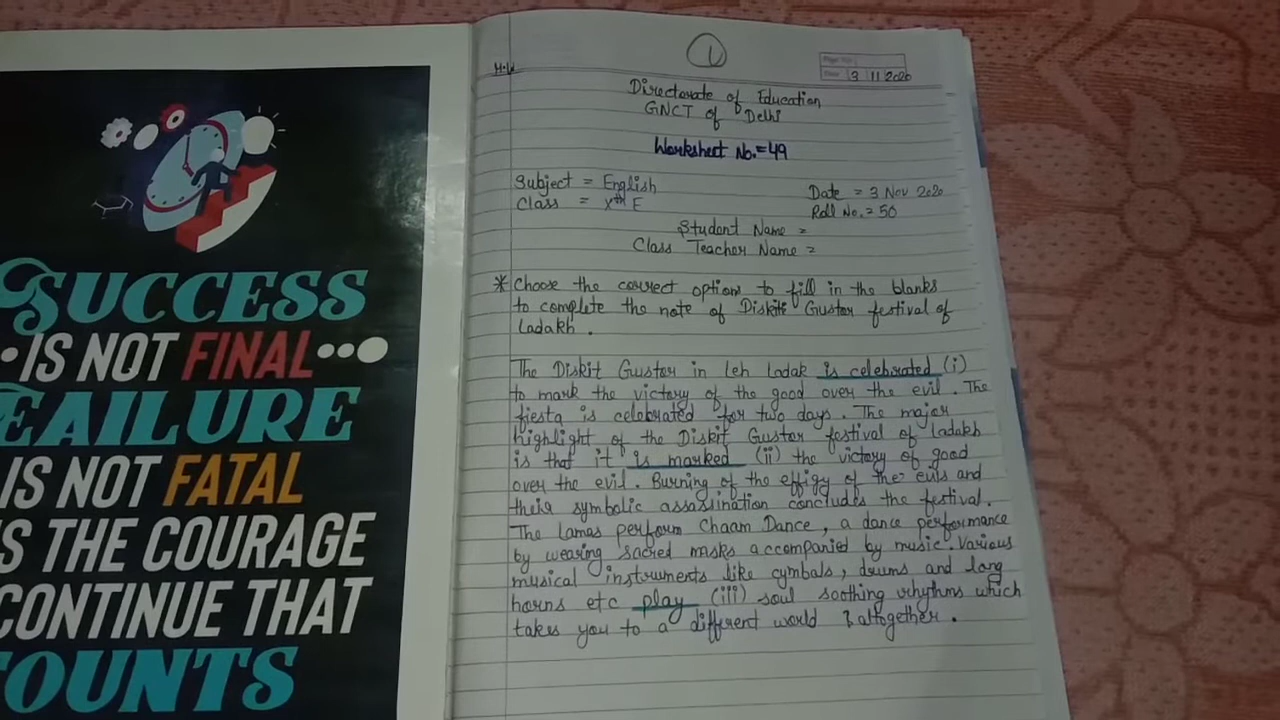 SUCCESS
IS NOT FINAL
FAILURE
IS NOT FATAL
S THE COURAGE
CONTINUE THAT
COUNTS
1
H.W
3 11 2020
Directorate of Education
GNCT of Delhi
Worksheet No. = 49
Subject = English
Date = 3 Nov 2020
Class = Xth E
Roll No. = 50
Student Name =
Class Teacher Name =
* Choose the correct option to fill in the blanks
to complete the note of Diskit Gustor festival of
Ladakh .
The Diskit Gustor in Leh Ladak is celebrated (i)
to mark the victory of the good over the evil . The
fiesta is celebrated for two days . The major
highlight of the Diskit Gustor festival of Ladakh
is that it is marked (ii) the victory of good
over the evil . Burning of the effigy of the evils and
their symbolic assassination concludes the festival .
The Lamas perform Chaam Dance , a dance performance
by wearing sacred masks accompanied by music . Various
musical instruments like cymbals , drums and long
horns etc play (iii) soul soothing rhythms which
takes you to a different world altogether .